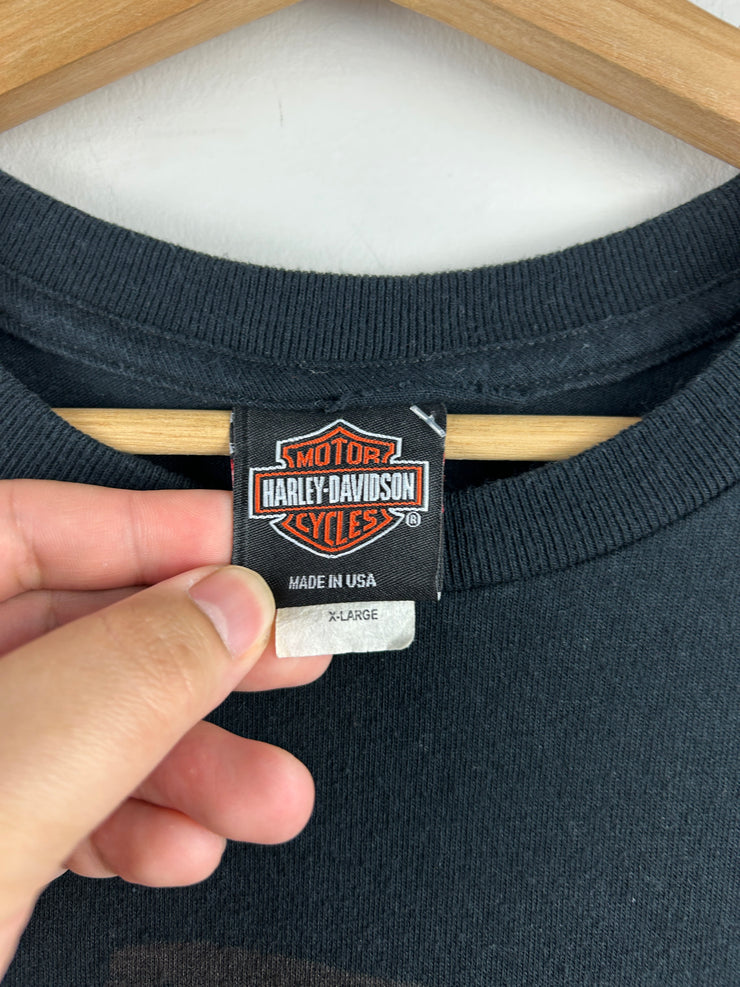 MOTOR
HARLEY-DAVIDSON
CYCLES
®
MADE IN USA
X-LARGE